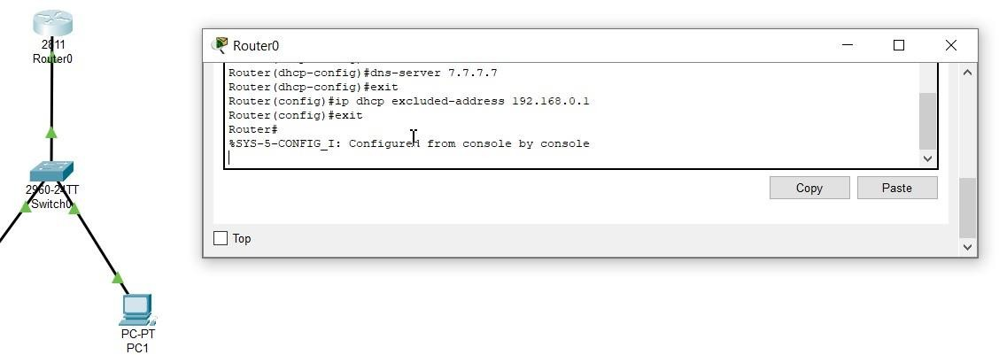 2811
Router0
2960-24TT
Switch0
PC-PT
PC1
Router0
Router(dhcp-config)#dns-server 7.7.7.7
Router(dhcp-config)#exit
Router(config)#ip dhcp excluded-address 192.168.0.1
Router(config)#exit
Router#
%SYS-5-CONFIG_I: Configured from console by console
Copy
Paste
Top